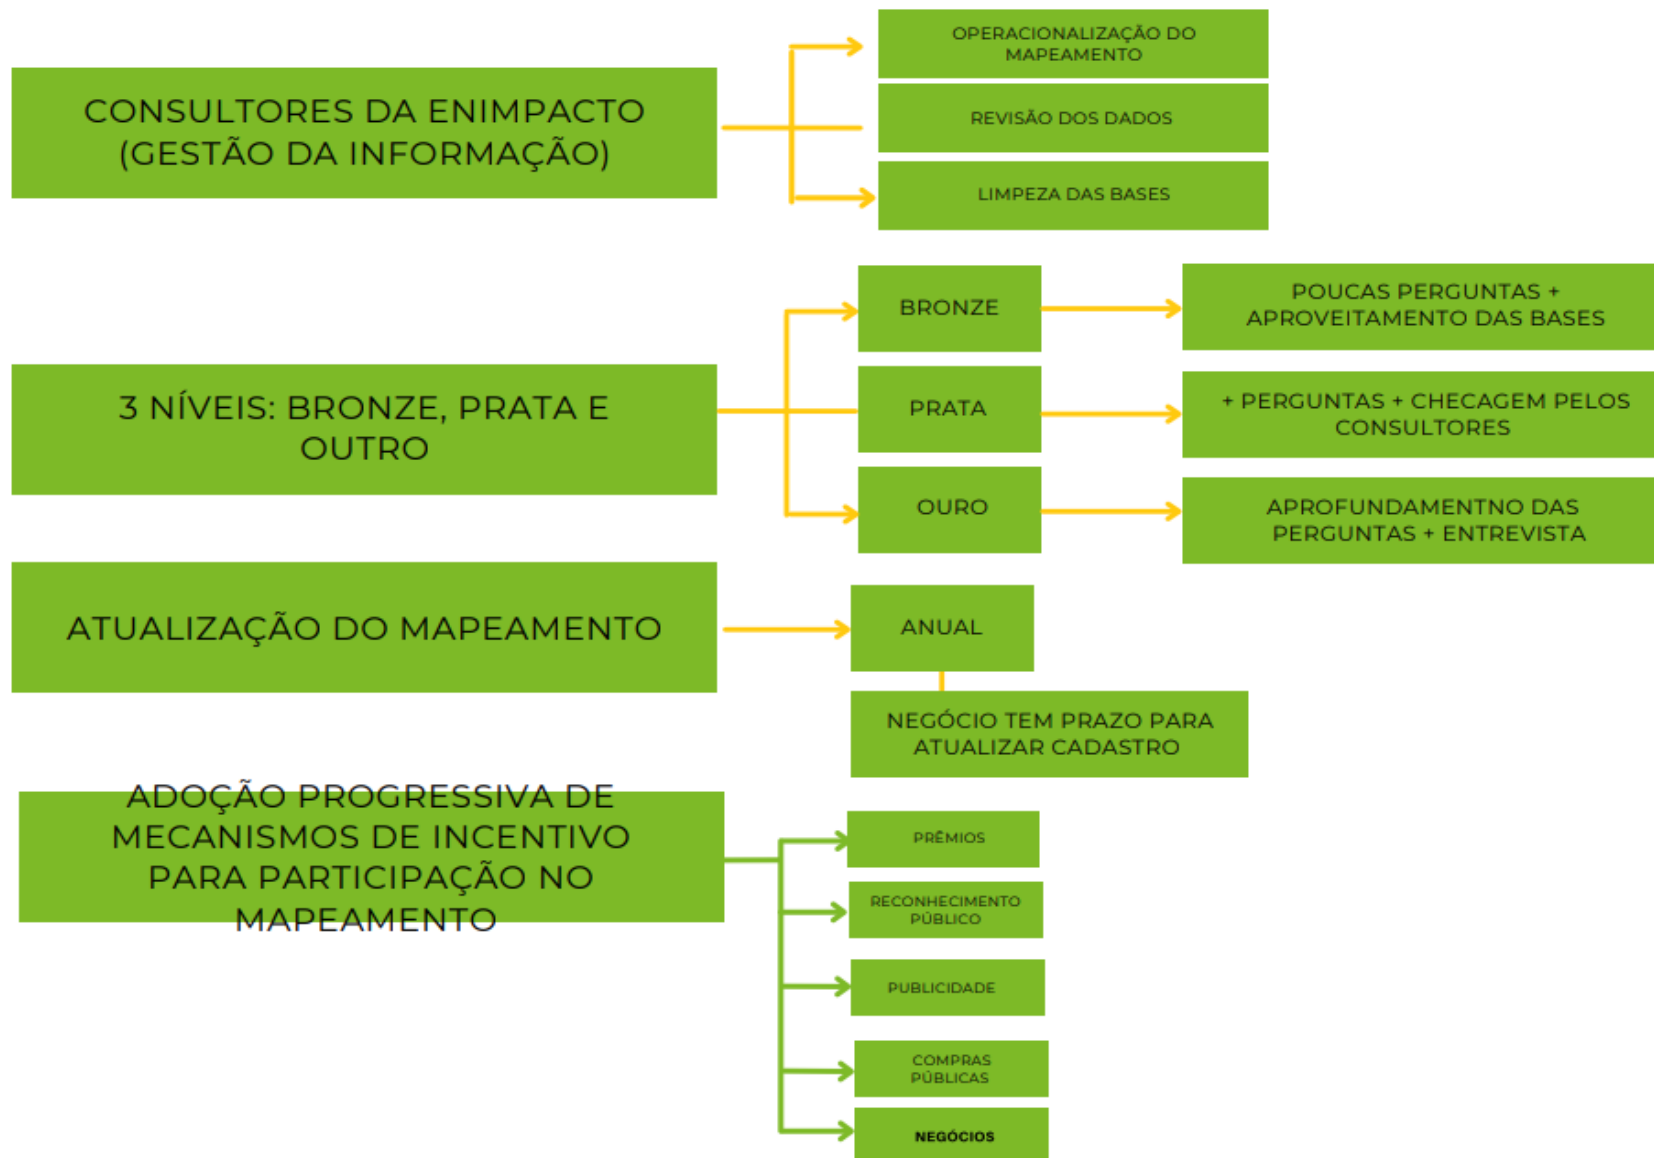 CONSULTORES DA ENIMPACTO
(GESTÃO DA INFORMAÇÃO)
OPERACIONALIZAÇÃO DO
MAPEAMENTO
REVISÃO DOS DADOS
LIMPEZA DAS BASES
3 NÍVEIS: BRONZE, PRATA E
OUTRO
BRONZE
POUCAS PERGUNTAS +
APROVEITAMENTO DAS BASES
PRATA
+ PERGUNTAS + CHECAGEM PELOS
CONSULTORES
OURO
APROFUNDAMENTNO DAS
PERGUNTAS + ENTREVISTA
ATUALIZAÇÃO DO MAPEAMENTO
ANUAL
NEGÓCIO TEM PRAZO PARA
ATUALIZAR CADASTRO
ADOÇÃO PROGRESSIVA DE
MECANISMOS DE INCENTIVO
PARA PARTICIPAÇÃO NO
MAPEAMENTO
PRÊMIOS
RECONHECIMENTO
PÚBLICO
PUBLICIDADE
COMPRAS
PÚBLICAS
NEGÓCIOS